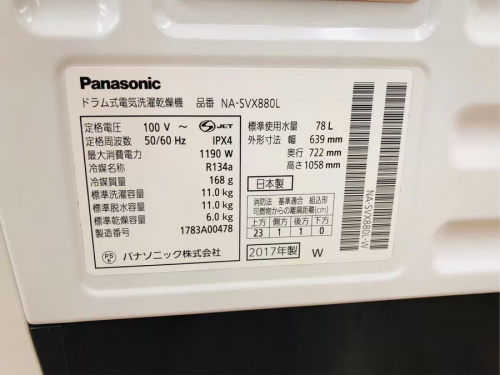 Panasonic
ドラム式電気洗濯乾燥機 品番 NA-SVX880L
定格電圧 100 V ～
定格周波数 50/60 Hz IPX4
最大消費電力 1190 W
冷媒名称 R134a
冷媒質量 168 g
標準洗濯容量 11.0 kg
標準脱水容量 11.0 kg
標準乾燥容量 6.0 kg
製造番号 1783A00478
S JET
標準使用水量 78 L
外形寸法 幅 639 mm
奥行 722 mm
高さ 1058 mm
日本製
消防法 基準適合 組込形
可燃物からの離隔距離(cm)
上方 側方 後方 下方
23 1 1 0
PS E パナソニック株式会社
2017年製 W
NA-SVX880L-W